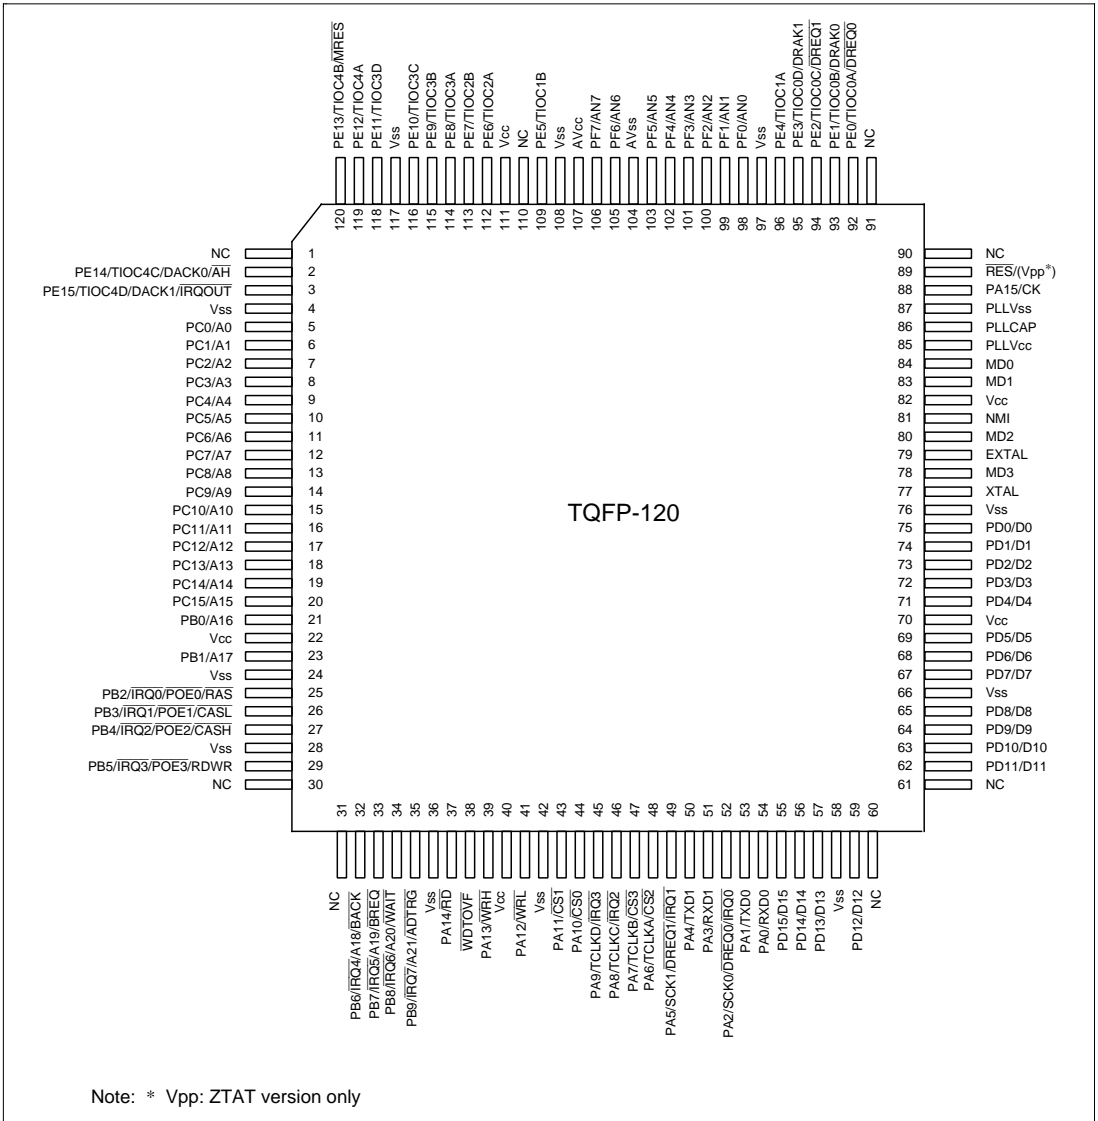 PE13/TIOC4B/MRES
PE12/TIOC4A
PE11/TIOC3D
Vss
PE10/TIOC3C
PE9/TIOC3B
PE8/TIOC3A
PE7/TIOC2B
PE6/TIOC2A
Vcc
NC
PE5/TIOC1B
Vss
AVcc
PF7/AN7
PF6/AN6
AVss
PF5/AN5
PF4/AN4
PF3/AN3
PF2/AN2
PF1/AN1
PF0/AN0
Vss
PE4/TIOC1A
PE3/TIOC0D/DRAK1
PE2/TIOC0C/DREQ1
PE1/TIOC0B/DRAK0
PE0/TIOC0A/DREQ0
NC
120 119 118 117 116 115 114 113 112 111 110 109 108 107 106 105 104 103 102 101 100 99 98 97 96 95 94 93 92 91
NC 1
PE14/TIOC4C/DACK0/AH 2
PE15/TIOC4D/DACK1/IRQOUT 3
Vss 4
PC0/A0 5
PC1/A1 6
PC2/A2 7
PC3/A3 8
PC4/A4 9
PC5/A5 10
PC6/A6 11
PC7/A7 12
PC8/A8 13
PC9/A9 14
PC10/A10 15
PC11/A11 16
PC12/A12 17
PC13/A13 18
PC14/A14 19
PC15/A15 20
PB0/A16 21
Vcc 22
PB1/A17 23
Vss 24
PB2/IRQ0/POE0/RAS 25
PB3/IRQ1/POE1/CASL 26
PB4/IRQ2/POE2/CASH 27
Vss 28
PB5/IRQ3/POE3/RDWR 29
NC 30
TQFP-120
90 NC
89 RES/(Vpp*)
88 PA15/CK
87 PLLVss
86 PLLCAP
85 PLLVcc
84 MD0
83 MD1
82 Vcc
81 NMI
80 MD2
79 EXTAL
78 MD3
77 XTAL
76 Vss
75 PD0/D0
74 PD1/D1
73 PD2/D2
72 PD3/D3
71 PD4/D4
70 Vcc
69 PD5/D5
68 PD6/D6
67 PD7/D7
66 Vss
65 PD8/D8
64 PD9/D9
63 PD10/D10
62 PD11/D11
61 NC
31 32 33 34 35 36 37 38 39 40 41 42 43 44 45 46 47 48 49 50 51 52 53 54 55 56 57 58 59 60
NC
PB6/IRQ4/A18/BACK
PB7/IRQ5/A19/BREQ
PB8/IRQ6/A20/WAIT
PB9/IRQ7/A21/ADTRG
Vss
PA14/RD
WDTOVF
PA13/WRH
Vcc
PA12/WRL
Vss
PA11/CS1
PA10/CS0
PA9/TCLKD/IRQ3
PA8/TCLKC/IRQ2
PA7/TCLKB/CS3
PA6/TCLKA/CS2
PA5/SCK1/DREQ1/IRQ1
PA4/TXD1
PA3/RXD1
PA2/SCK0/DREQ0/IRQ0
PA1/TXD0
PA0/RXD0
PD15/D15
PD14/D14
PD13/D13
Vss
PD12/D12
NC
Note: * Vpp: ZTAT version only